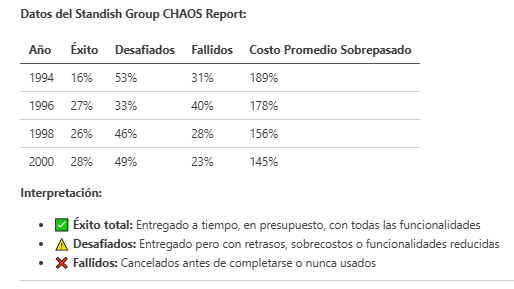 Datos del Standish Group CHAOS Report:
Año Éxito Desafiados Fallidos Costo Promedio Sobrepasado
1994 16% 53% 31% 189%
1996 27% 33% 40% 178%
1998 26% 46% 28% 156%
2000 28% 49% 23% 145%
Interpretación:
• ✅ Éxito total: Entregado a tiempo, en presupuesto, con todas las funcionalidades
• ⚠️ Desafiados: Entregado pero con retrasos, sobrecostos o funcionalidades reducidas
• ❌ Fallidos: Cancelados antes de completarse o nunca usados